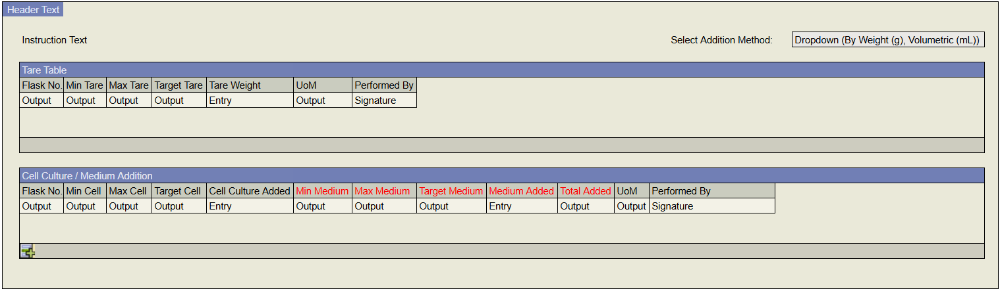 Header Text
Instruction Text Select Addition Method: Dropdown (By Weight (g), Volumetric (mL))
Tare Table
Flask No. Min Tare Max Tare Target Tare Tare Weight UoM Performed By
Output Output Output Output Entry Output Signature
Cell Culture / Medium Addition
Flask No. Min Cell Max Cell Target Cell Cell Culture Added Min Medium Max Medium Target Medium Medium Added Total Added UoM Performed By
Output Output Output Output Entry Output Output Output Entry Output Output Signature